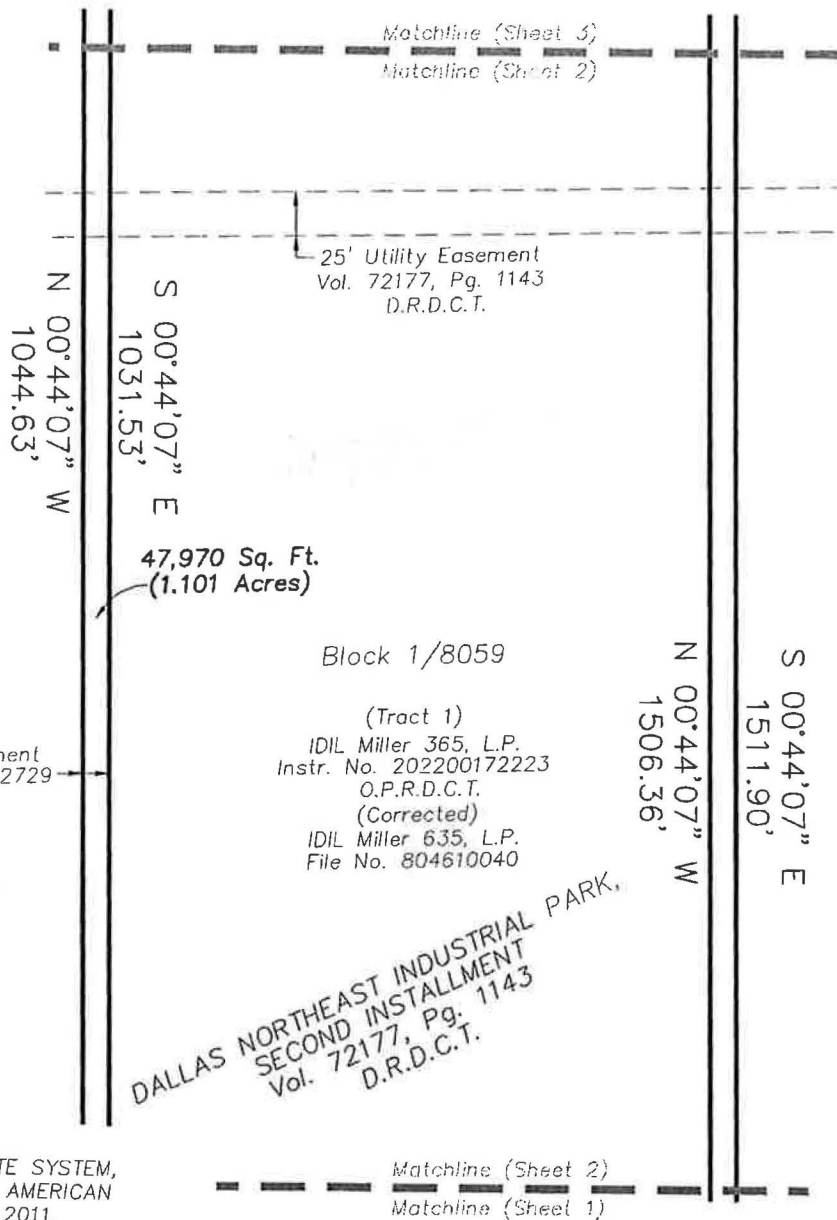 Matchline (Sheet 3)
Matchline (Sheet 2)
25' Utility Easement
Vol. 72177, Pg. 1143
D.R.D.C.T.
N 00°44'07" W
1044.63'
S 00°44'07" E
1031.53'
47,970 Sq. Ft.
(1.101 Acres)
Block 1/8059
(Tract 1)
IDIL Miller 365, L.P.
Instr. No. 202200172223
O.P.R.D.C.T.
(Corrected)
IDIL Miller 635, L.P.
File No. 804610040
N 00°44'07" W
1506.36'
S 00°44'07" E
1511.90'
ment
2729
DALLAS NORTHEAST INDUSTRIAL PARK,
SECOND INSTALLMENT
Vol. 72177, Pg. 1143
D.R.D.C.T.
TE SYSTEM,
AMERICAN
2011.
Matchline (Sheet 2)
Matchline (Sheet 1)